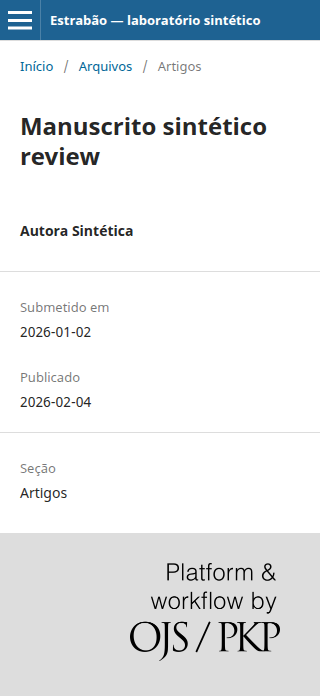 Estrabão — laboratório sintético
Início / Arquivos / Artigos
Manuscrito sintético
review
Autora Sintética
Submetido em
2026-01-02
Publicado
2026-02-04
Seção
Artigos
Platform &
workflow by
OJS / PKP